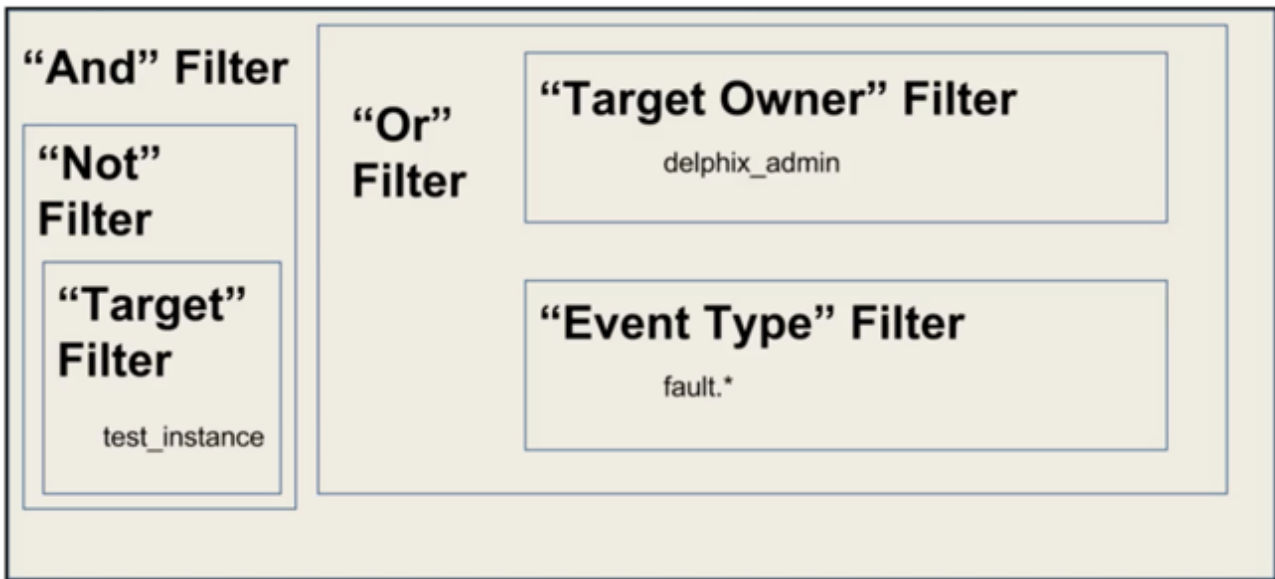 “And” Filter
“Not”
Filter
“Target”
Filter
test_instance
“Or”
Filter
“Target Owner” Filter
delphix_admin
“Event Type” Filter
fault.*